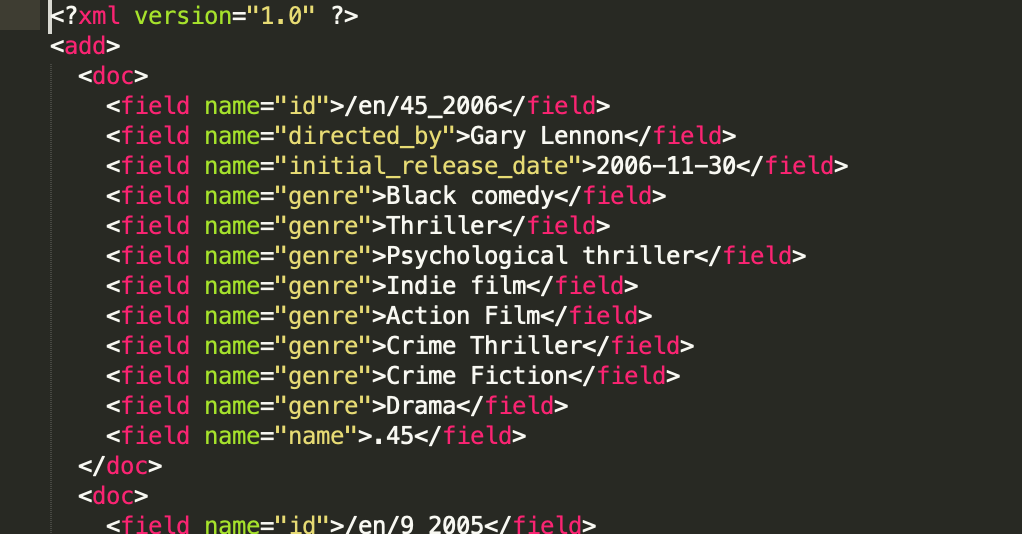 <?xml version="1.0" ?>
<add>
  <doc>
    <field name="id">/en/45_2006</field>
    <field name="directed_by">Gary Lennon</field>
    <field name="initial_release_date">2006-11-30</field>
    <field name="genre">Black comedy</field>
    <field name="genre">Thriller</field>
    <field name="genre">Psychological thriller</field>
    <field name="genre">Indie film</field>
    <field name="genre">Action Film</field>
    <field name="genre">Crime Thriller</field>
    <field name="genre">Crime Fiction</field>
    <field name="genre">Drama</field>
    <field name="name">.45</field>
  </doc>
  <doc>
    <field name="id">/en/9_2005</field>